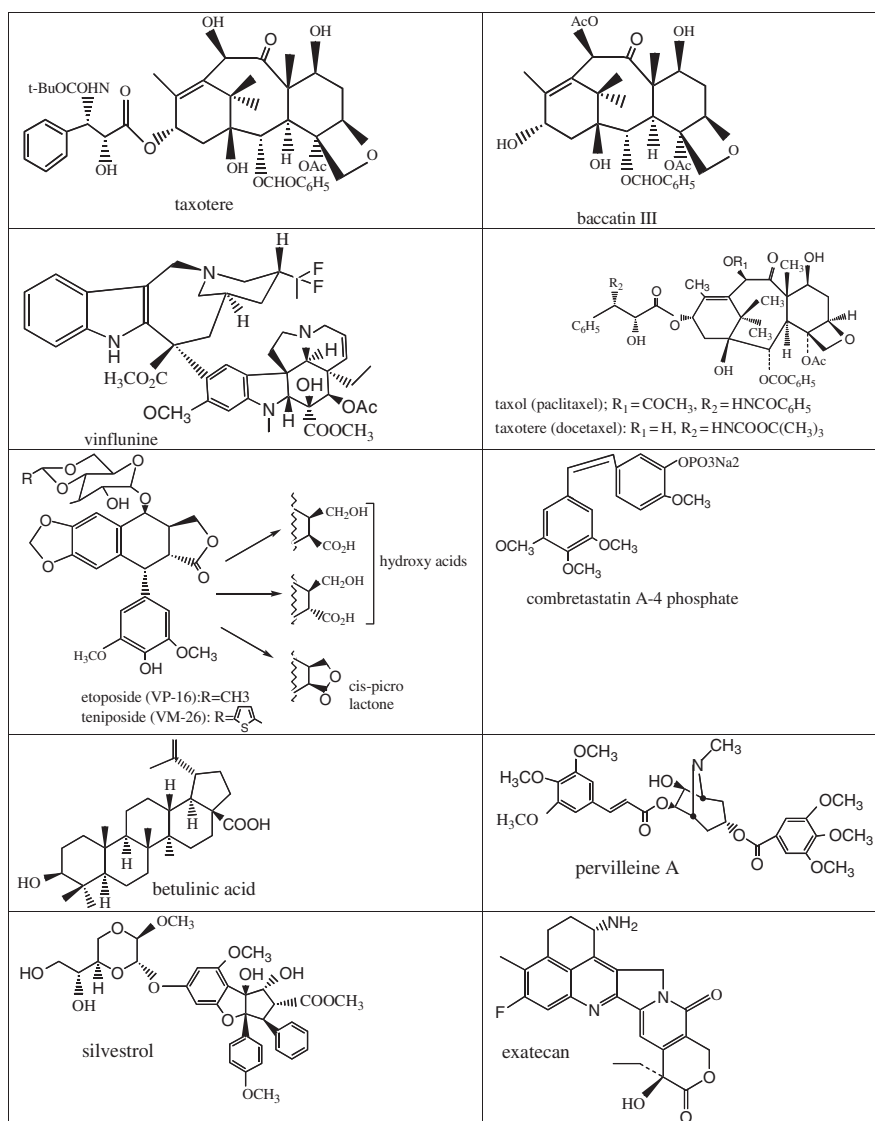 OH
O
OH
t-BuOCOHN
O
O
OH
OH
H
OAc
O
OCHOC6H5
taxotere
AcO
O
OH
HO
OH
H
OAc
O
OCHOC6H5
baccatin III
H
N
F
F
N
H
H3CO2C
N
H
MeO
N
H
OH
OAc
COOCH3
vinflunine
OR1
O
OH
R2
O
CH3
CH3
C6H5
O
CH3
H
OH
CH3
H
O
OAc
OH
OCOC6H5
taxol (paclitaxel); R1=COCH3, R2=HNCOC6H5
taxotere (docetaxel): R1=H, R2=HNCOOC(CH3)3
O
R
O
O
OH
O
O
O
O
O
CH2OH
CO2H
hydroxy acids
CH2OH
CO2H
H3CO
OCH3
OH
O
O
cis-picro
lactone
etoposide (VP-16):R=CH3
teniposide (VM-26): R=
S
OPO3Na2
OCH3
OCH3
OCH3
OCH3
combretastatin A-4 phosphate
H
H
COOH
H
HO
H
betulinic acid
CH3
OCH3
N
OCH3
HO
H3CO
O
O
O
O
OCH3
OCH3
OCH3
pervilleine A
OCH3
O
OCH3
HO
O
OH
OH
H
O
COOCH3
OH
O
silvestrol
OCH3
NH2
F
N
N
O
O
HO
O
exatecan